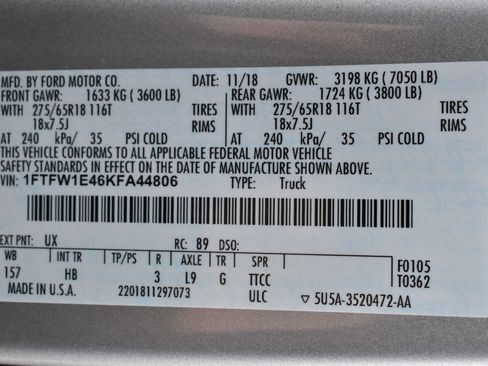 MFD. BY FORD MOTOR CO. DATE: 11/18 GVWR: 3198 KG ( 7050 LB)
FRONT GAWR: 1633 KG ( 3600 LB) REAR GAWR: 1724 KG ( 3800 LB)
WITH 275/65R18 116T TIRES WITH 275/65R18 116T TIRES
18x7.5J RIMS 18x7.5J RIMS
AT 240 kPa/ 35 PSI COLD AT 240 kPa/ 35 PSI COLD
THIS VEHICLE CONFORMS TO ALL APPLICABLE FEDERAL MOTOR VEHICLE
SAFETY STANDARDS IN EFFECT ON THE DATE OF MANUFACTURE SHOWN ABOVE.
VIN: 1FTFW1E46KFA44806 TYPE: Truck
EXT PNT: UX RC: 89 DSO:
WB INT TR TP/PS R AXLE TR SPR F0105
157 HB 3 L9 G TTCC T0362
MADE IN U.S.A. 2201811297073 ULC ▽ 5U5A-3520472-AA